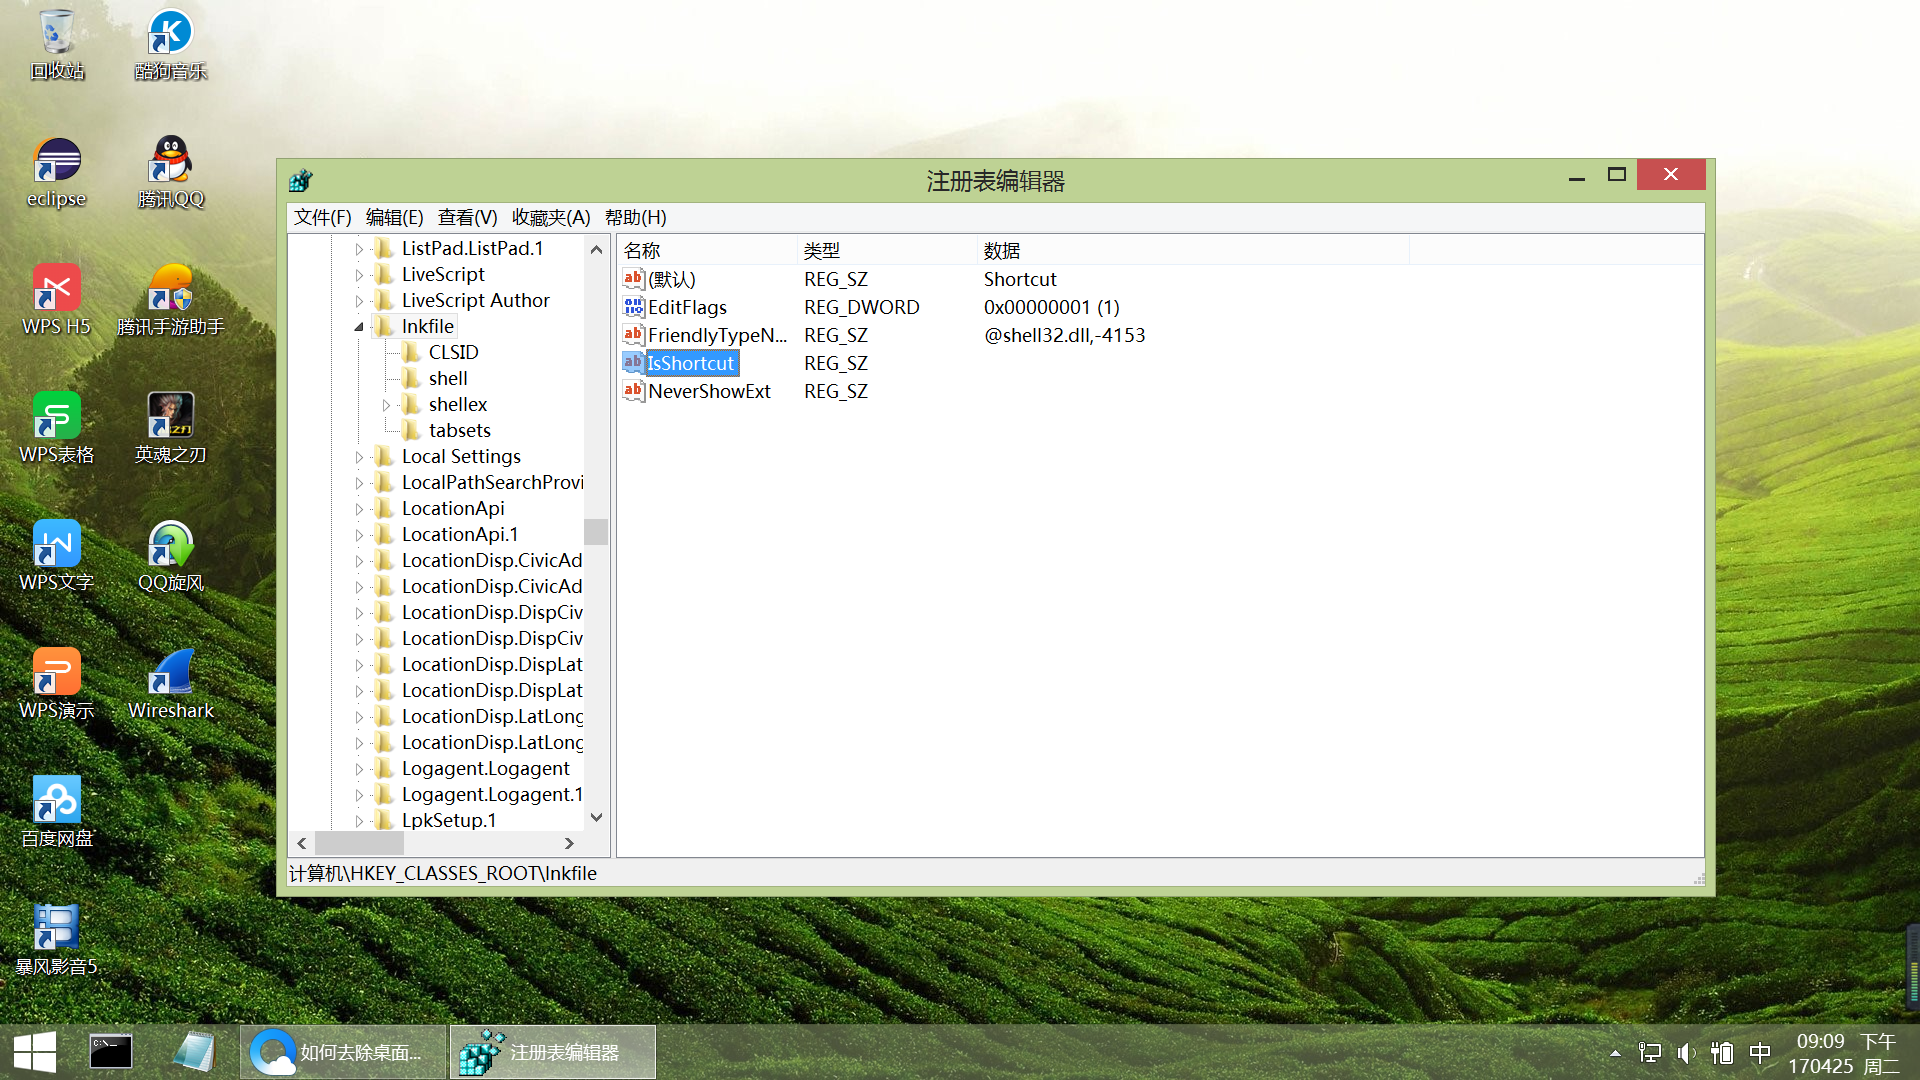 回收站
酷狗音乐
eclipse
腾讯QQ
WPS H5
腾讯手游助手
WPS表格
英魂之刃
WPS文字
QQ旋风
WPS演示
Wireshark
百度网盘
暴风影音5
注册表编辑器
文件(F) 编辑(E) 查看(V) 收藏夹(A) 帮助(H)
ListPad.ListPad.1
LiveScript
LiveScript Author
lnkfile
CLSID
shell
shellex
tabsets
Local Settings
LocalPathSearchProvi
LocationApi
LocationApi.1
LocationDisp.CivicAd
LocationDisp.CivicAd
LocationDisp.DispCiv
LocationDisp.DispCiv
LocationDisp.DispLat
LocationDisp.DispLat
LocationDisp.LatLong
LocationDisp.LatLong
Logagent.Logagent
Logagent.Logagent.1
LpkSetup.1
名称 类型 数据
(默认) REG_SZ Shortcut
EditFlags REG_DWORD 0x00000001 (1)
FriendlyTypeN... REG_SZ @shell32.dll,-4153
IsShortcut REG_SZ
NeverShowExt REG_SZ
计算机\HKEY_CLASSES_ROOT\lnkfile
如何去除桌面...
注册表编辑器
中
09:09 下午
170425 周二